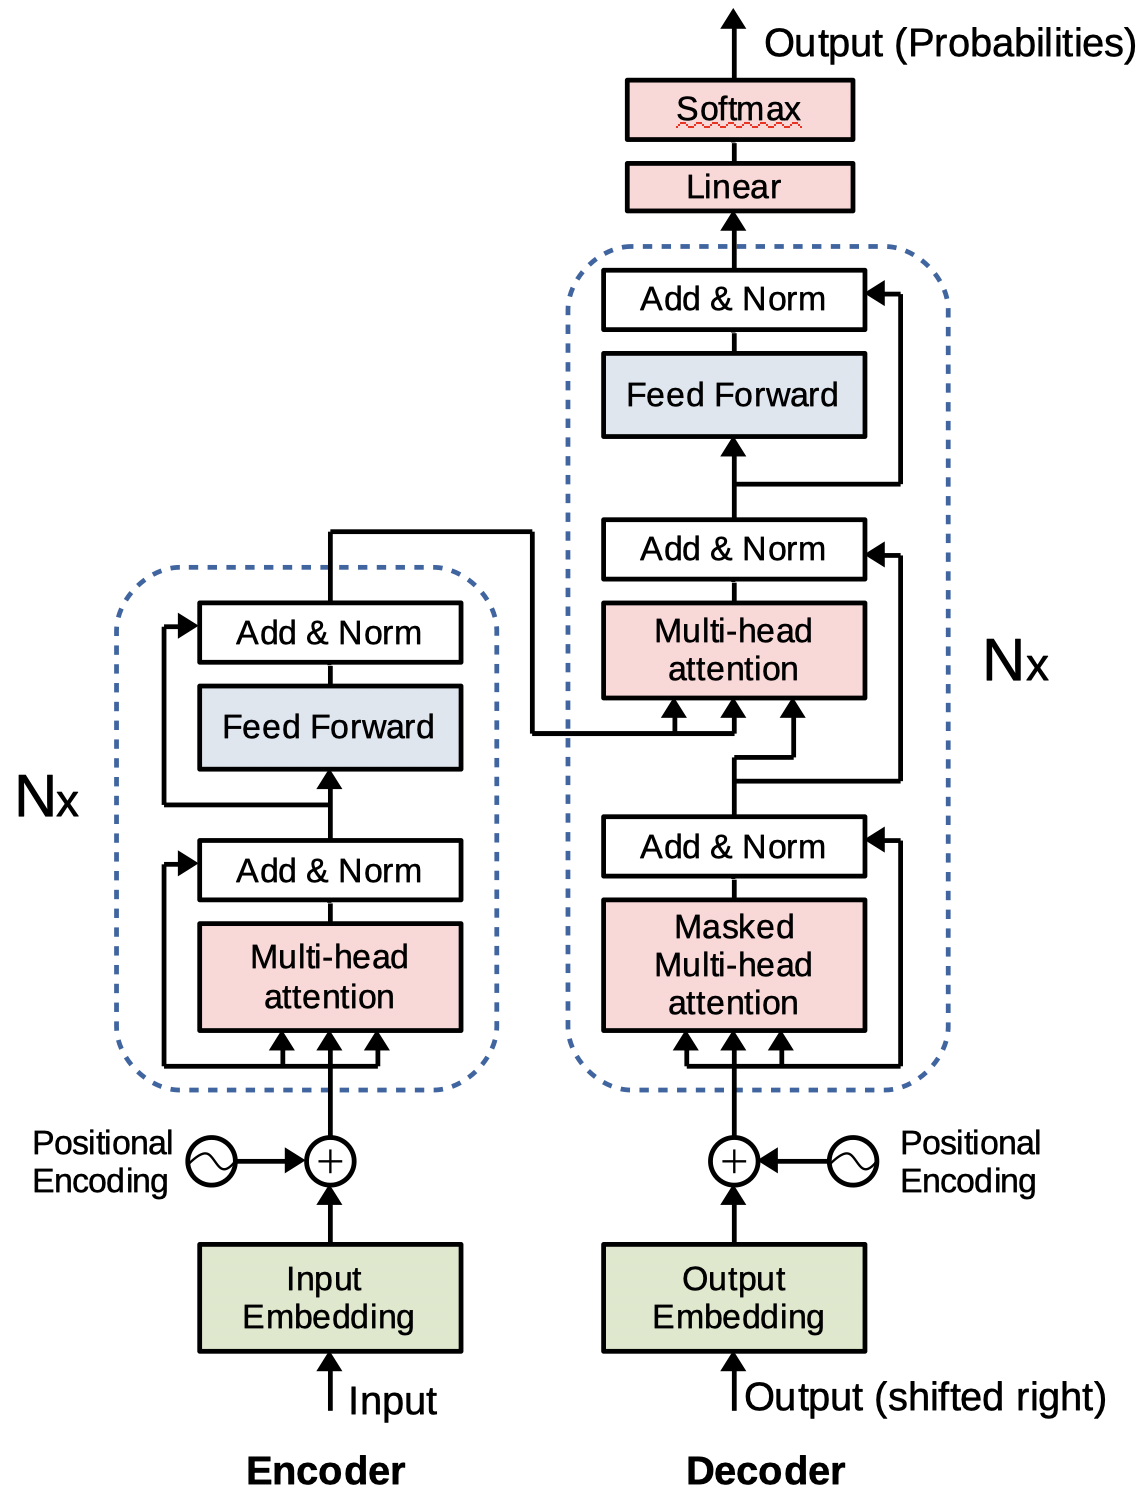 Output (Probabilities)
Softmax
Linear
Add & Norm
Feed Forward
Add & Norm
Multi-head
attention
Nx
Add & Norm
Masked
Multi-head
attention
Add & Norm
Feed Forward
Nx
Add & Norm
Multi-head
attention
Positional
Encoding
Positional
Encoding
Input
Embedding
Output
Embedding
Input
Output (shifted right)
Encoder
Decoder